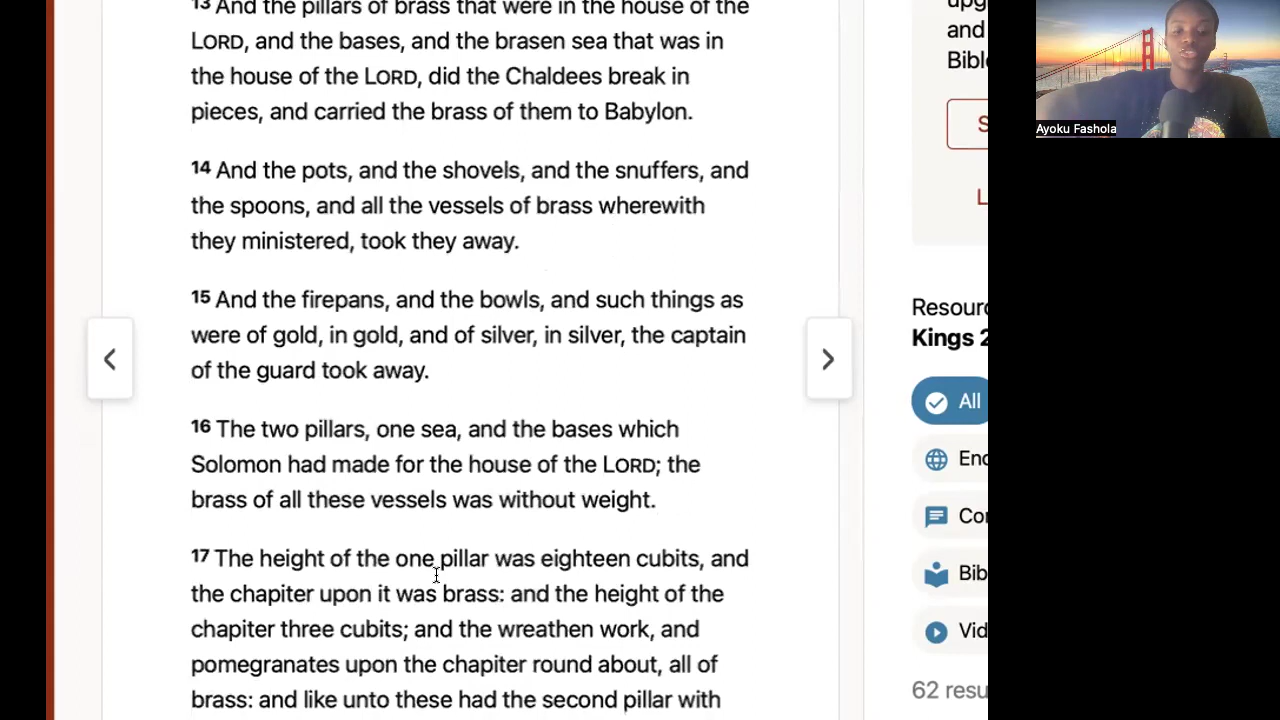 13 And the pillars of brass that were in the house of the
LORD, and the bases, and the brasen sea that was in
the house of the LORD, did the Chaldees break in
pieces, and carried the brass of them to Babylon.
14 And the pots, and the shovels, and the snuffers, and
the spoons, and all the vessels of brass wherewith
they ministered, took they away.
15 And the firepans, and the bowls, and such things as
were of gold, in gold, and of silver, in silver, the captain
of the guard took away.
16 The two pillars, one sea, and the bases which
Solomon had made for the house of the LORD; the
brass of all these vessels was without weight.
17 The height of the one pillar was eighteen cubits, and
the chapiter upon it was brass: and the height of the
chapiter three cubits; and the wreathen work, and
pomegranates upon the chapiter round about, all of
brass: and like unto these had the second pillar with
upg
and
Bibl
S
L
Resourc
Kings 2
All
Enc
Con
Bib
Vid
62 resu
Ayoku Fashola